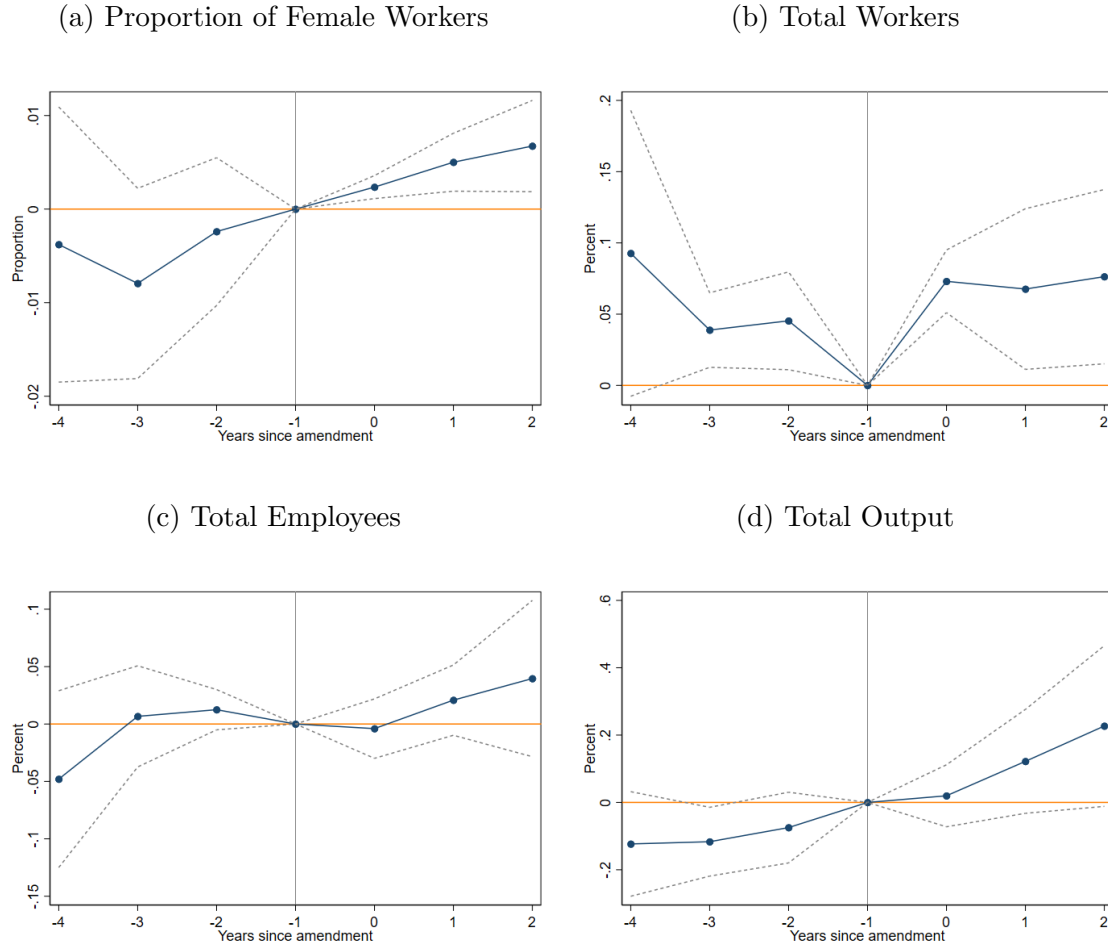 (a) Proportion of Female Workers
(b) Total Workers
Proportion
.01
0
-.01
-.02
-4 -3 -2 -1 0 1 2
Years since amendment
Percent
.2
.15
.1
.05
0
-4 -3 -2 -1 0 1 2
Years since amendment
(c) Total Employees
(d) Total Output
Percent
.1
.05
0
-.05
-.1
-.15
-4 -3 -2 -1 0 1 2
Years since amendment
Percent
.6
.4
.2
0
-.2
-4 -3 -2 -1 0 1 2
Years since amendment